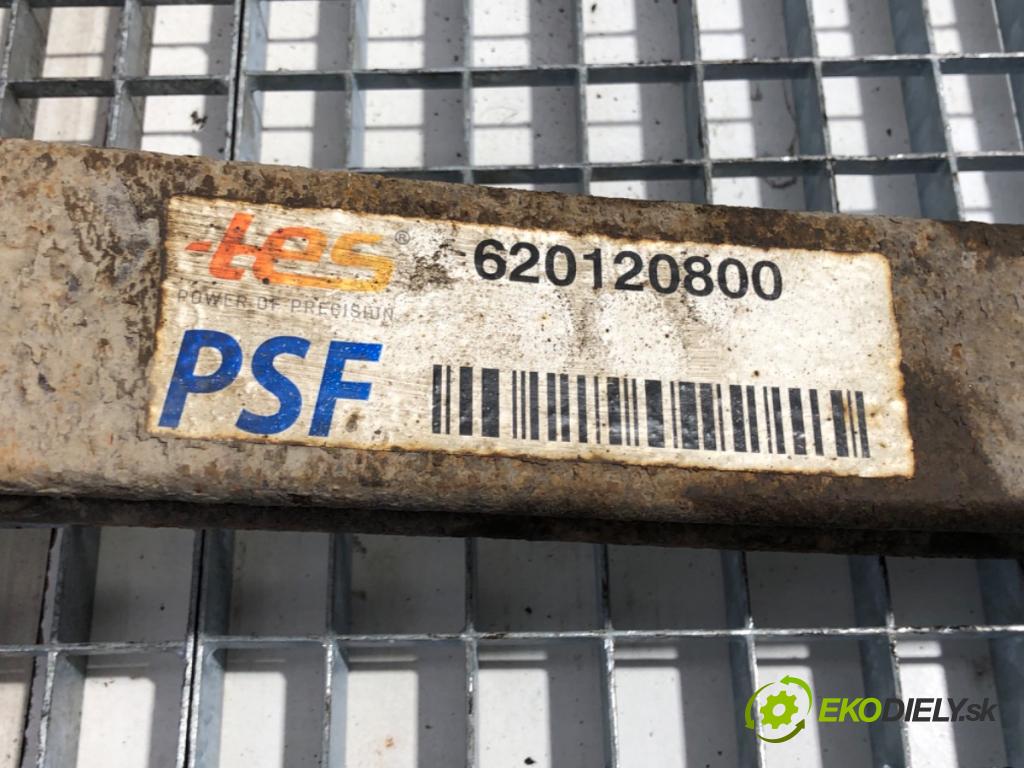 tes®
620120800
POWER OF PRECISION
PSF
EKODIELY.sk